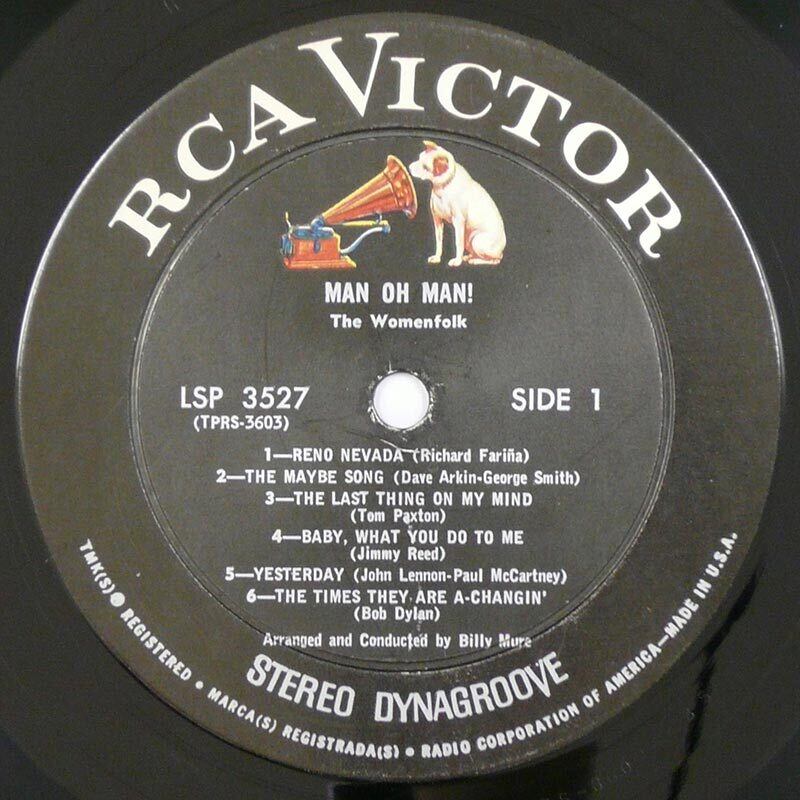 RCA VICTOR
MAN OH MAN!
The Womenfolk
LSP 3527
(TPRS-3603)
SIDE 1
1—RENO NEVADA (Richard Fariña)
2—THE MAYBE SONG (Dave Arkin-George Smith)
3—THE LAST THING ON MY MIND
(Tom Paxton)
4—BABY, WHAT YOU DO TO ME
(Jimmy Reed)
5—YESTERDAY (John Lennon-Paul McCartney)
6—THE TIMES THEY ARE A-CHANGIN'
(Bob Dylan)
Arranged and Conducted by Billy Mure
STEREO DYNAGROOVE
TMK(S) ● REGISTERED • MARCA(S) REGISTRADA(S) • RADIO CORPORATION OF AMERICA—MADE IN U.S.A.